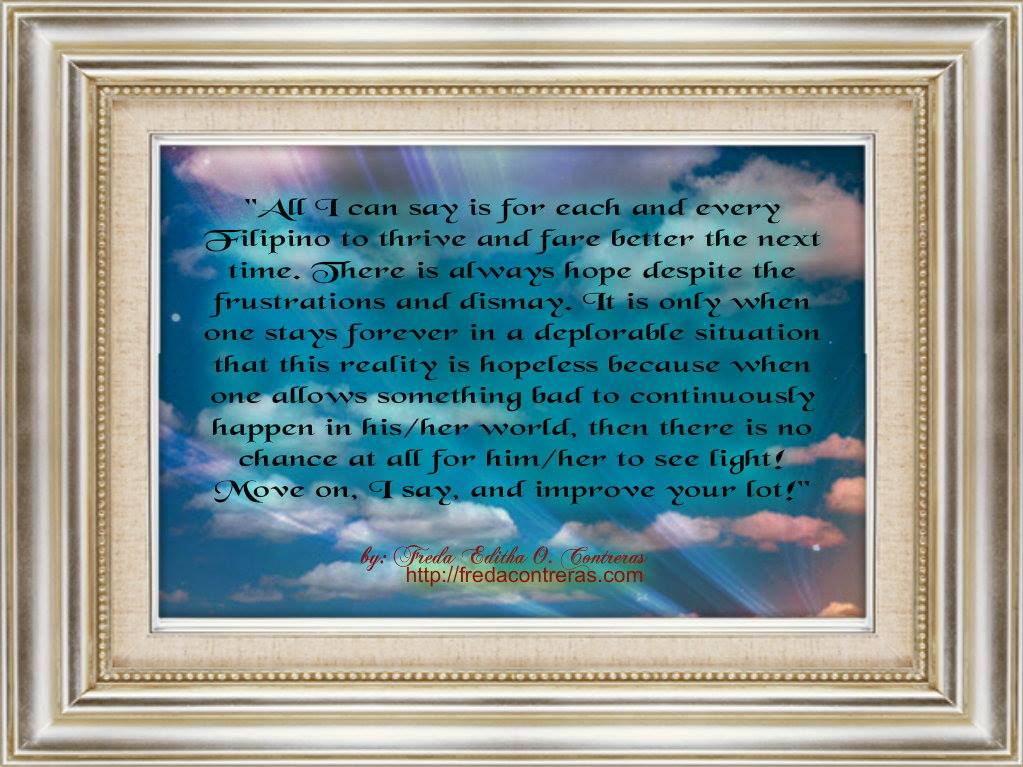 "All I can say is for each and every
Filipino to thrive and fare better the next
time. There is always hope despite the
frustrations and dismay. It is only when
one stays forever in a deplorable situation
that this reality is hopeless because when
one allows something bad to continuously
happen in his/her world, then there is no
chance at all for him/her to see light!
Move on, I say, and improve your lot!"
by: Freda Editha O. Contreras
http://fredacontreras.com